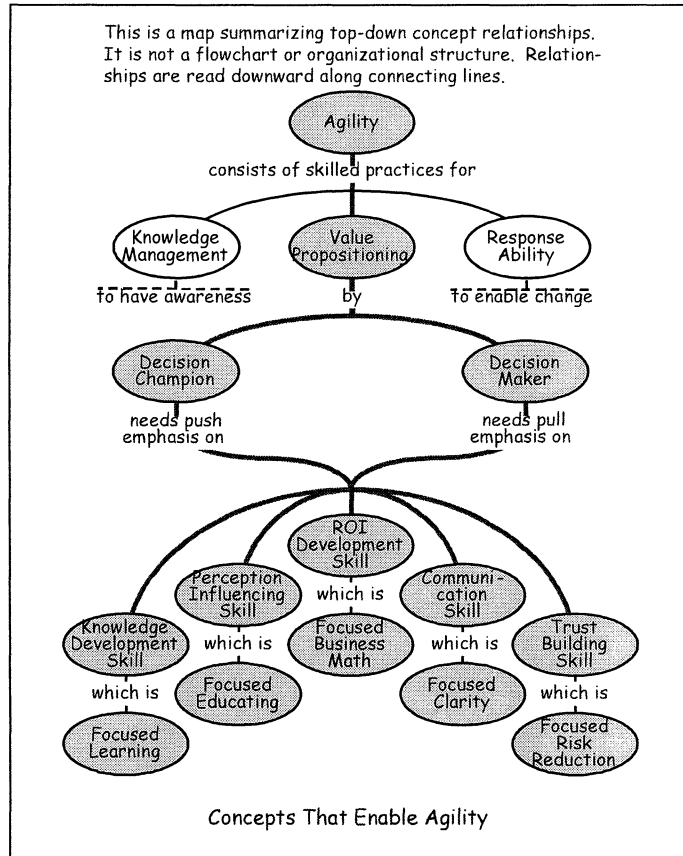 This is a map summarizing top-down concept relationships.
It is not a flowchart or organizational structure. Relation-
ships are read downward along connecting lines.
Agility
consists of skilled practices for
Knowledge
Management
Value
Propositioning
Response
Ability
to have awareness
by
to enable change
Decision
Champion
Decision
Maker
needs push
emphasis on
needs pull
emphasis on
ROI
Development
Skill
Perception
Influencing
Skill
Communi-
cation
Skill
which is
Knowledge
Development
Skill
which is
Focused
Business
Math
which is
Trust
Building
Skill
which is
Focused
Educating
Focused
Clarity
which is
Focused
Learning
Focused
Risk
Reduction
Concepts That Enable Agility